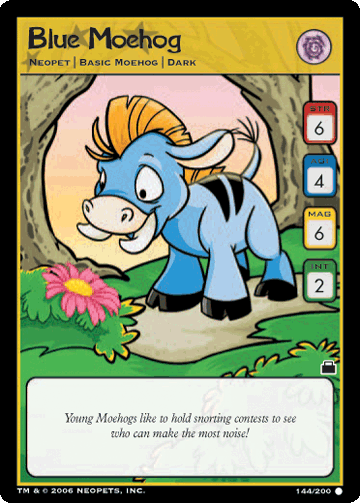 Blue Moehog
NEOPET | BASIC MOEHOG | DARK
STR
6
AGI
4
MAG
6
INT
2
Young Moehogs like to hold snorting contests to see
who can make the most noise!
TM & © 2006 NEOPETS, INC.
144/200